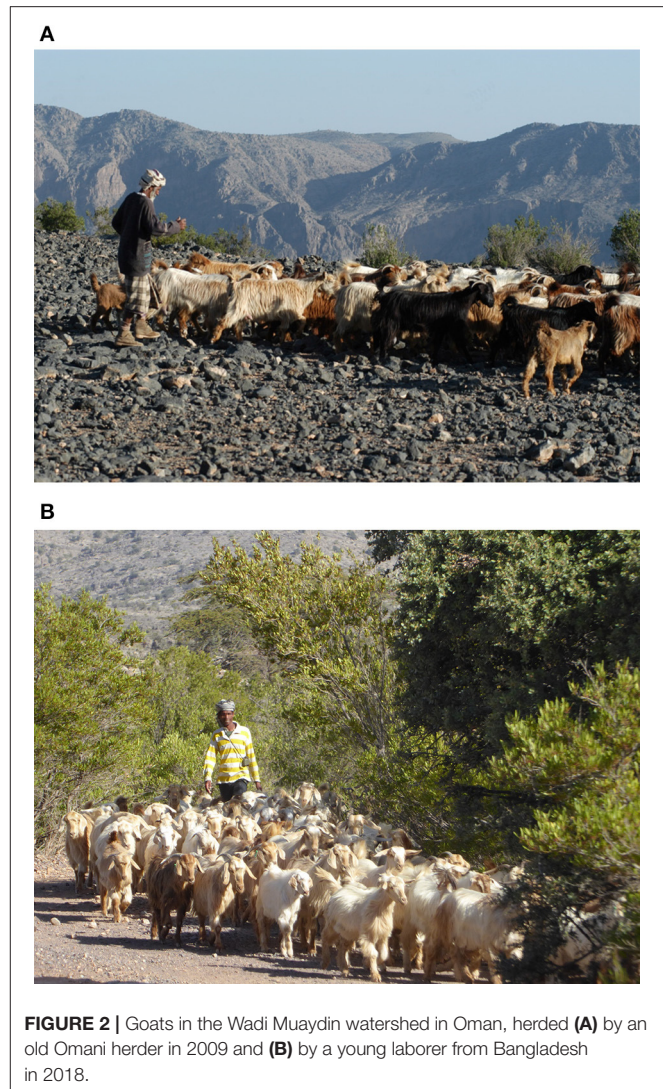 A
B
FIGURE 2 | Goats in the Wadi Muaydin watershed in Oman, herded (A) by an
old Omani herder in 2009 and (B) by a young laborer from Bangladesh
in 2018.